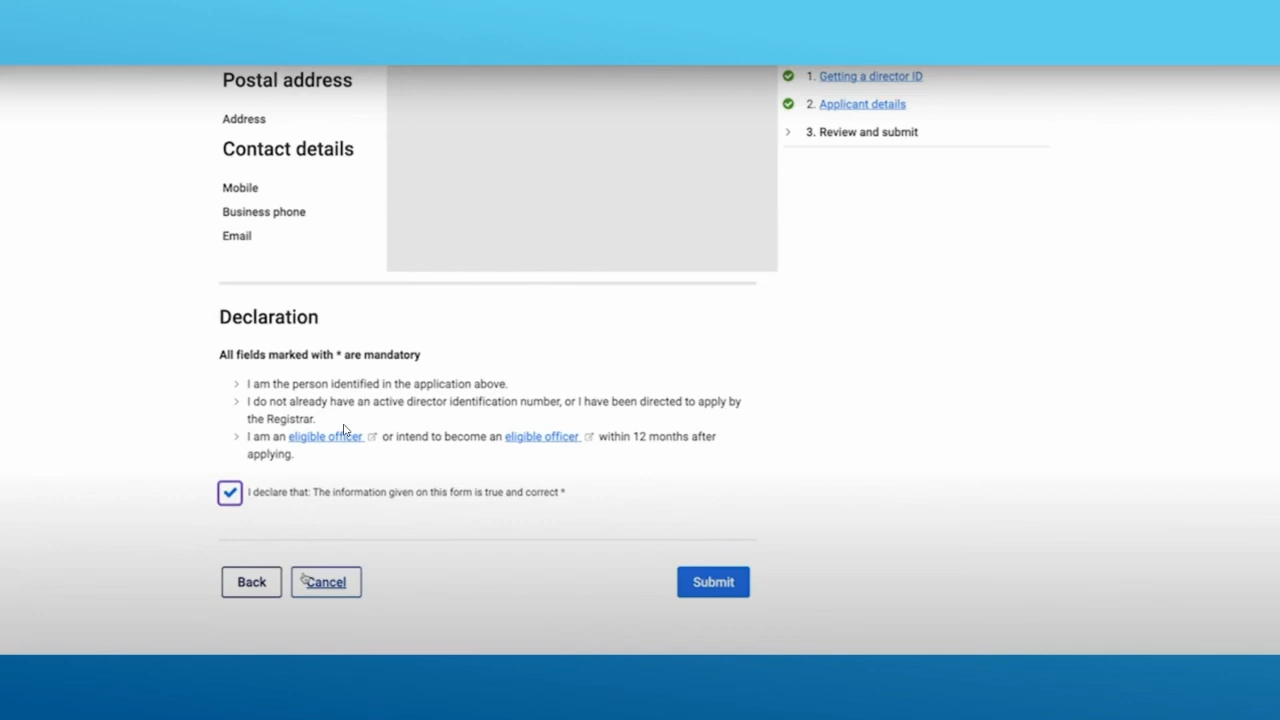 Postal address
Address
Contact details
Mobile
Business phone
Email
1. Getting a director ID
2. Applicant details
3. Review and submit
Declaration
All fields marked with * are mandatory
I am the person identified in the application above.
I do not already have an active director identification number, or I have been directed to apply by
the Registrar.
I am an eligible officer or intend to become an eligible officer within 12 months after
applying.
I declare that: The information given on this form is true and correct *
Back
Cancel
Submit